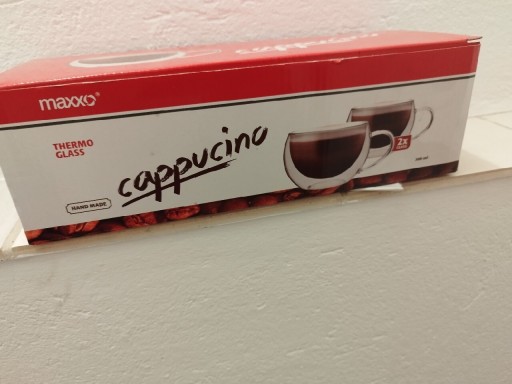 maxxo®
THERMO
GLASS
cappucino
HAND MADE
2x